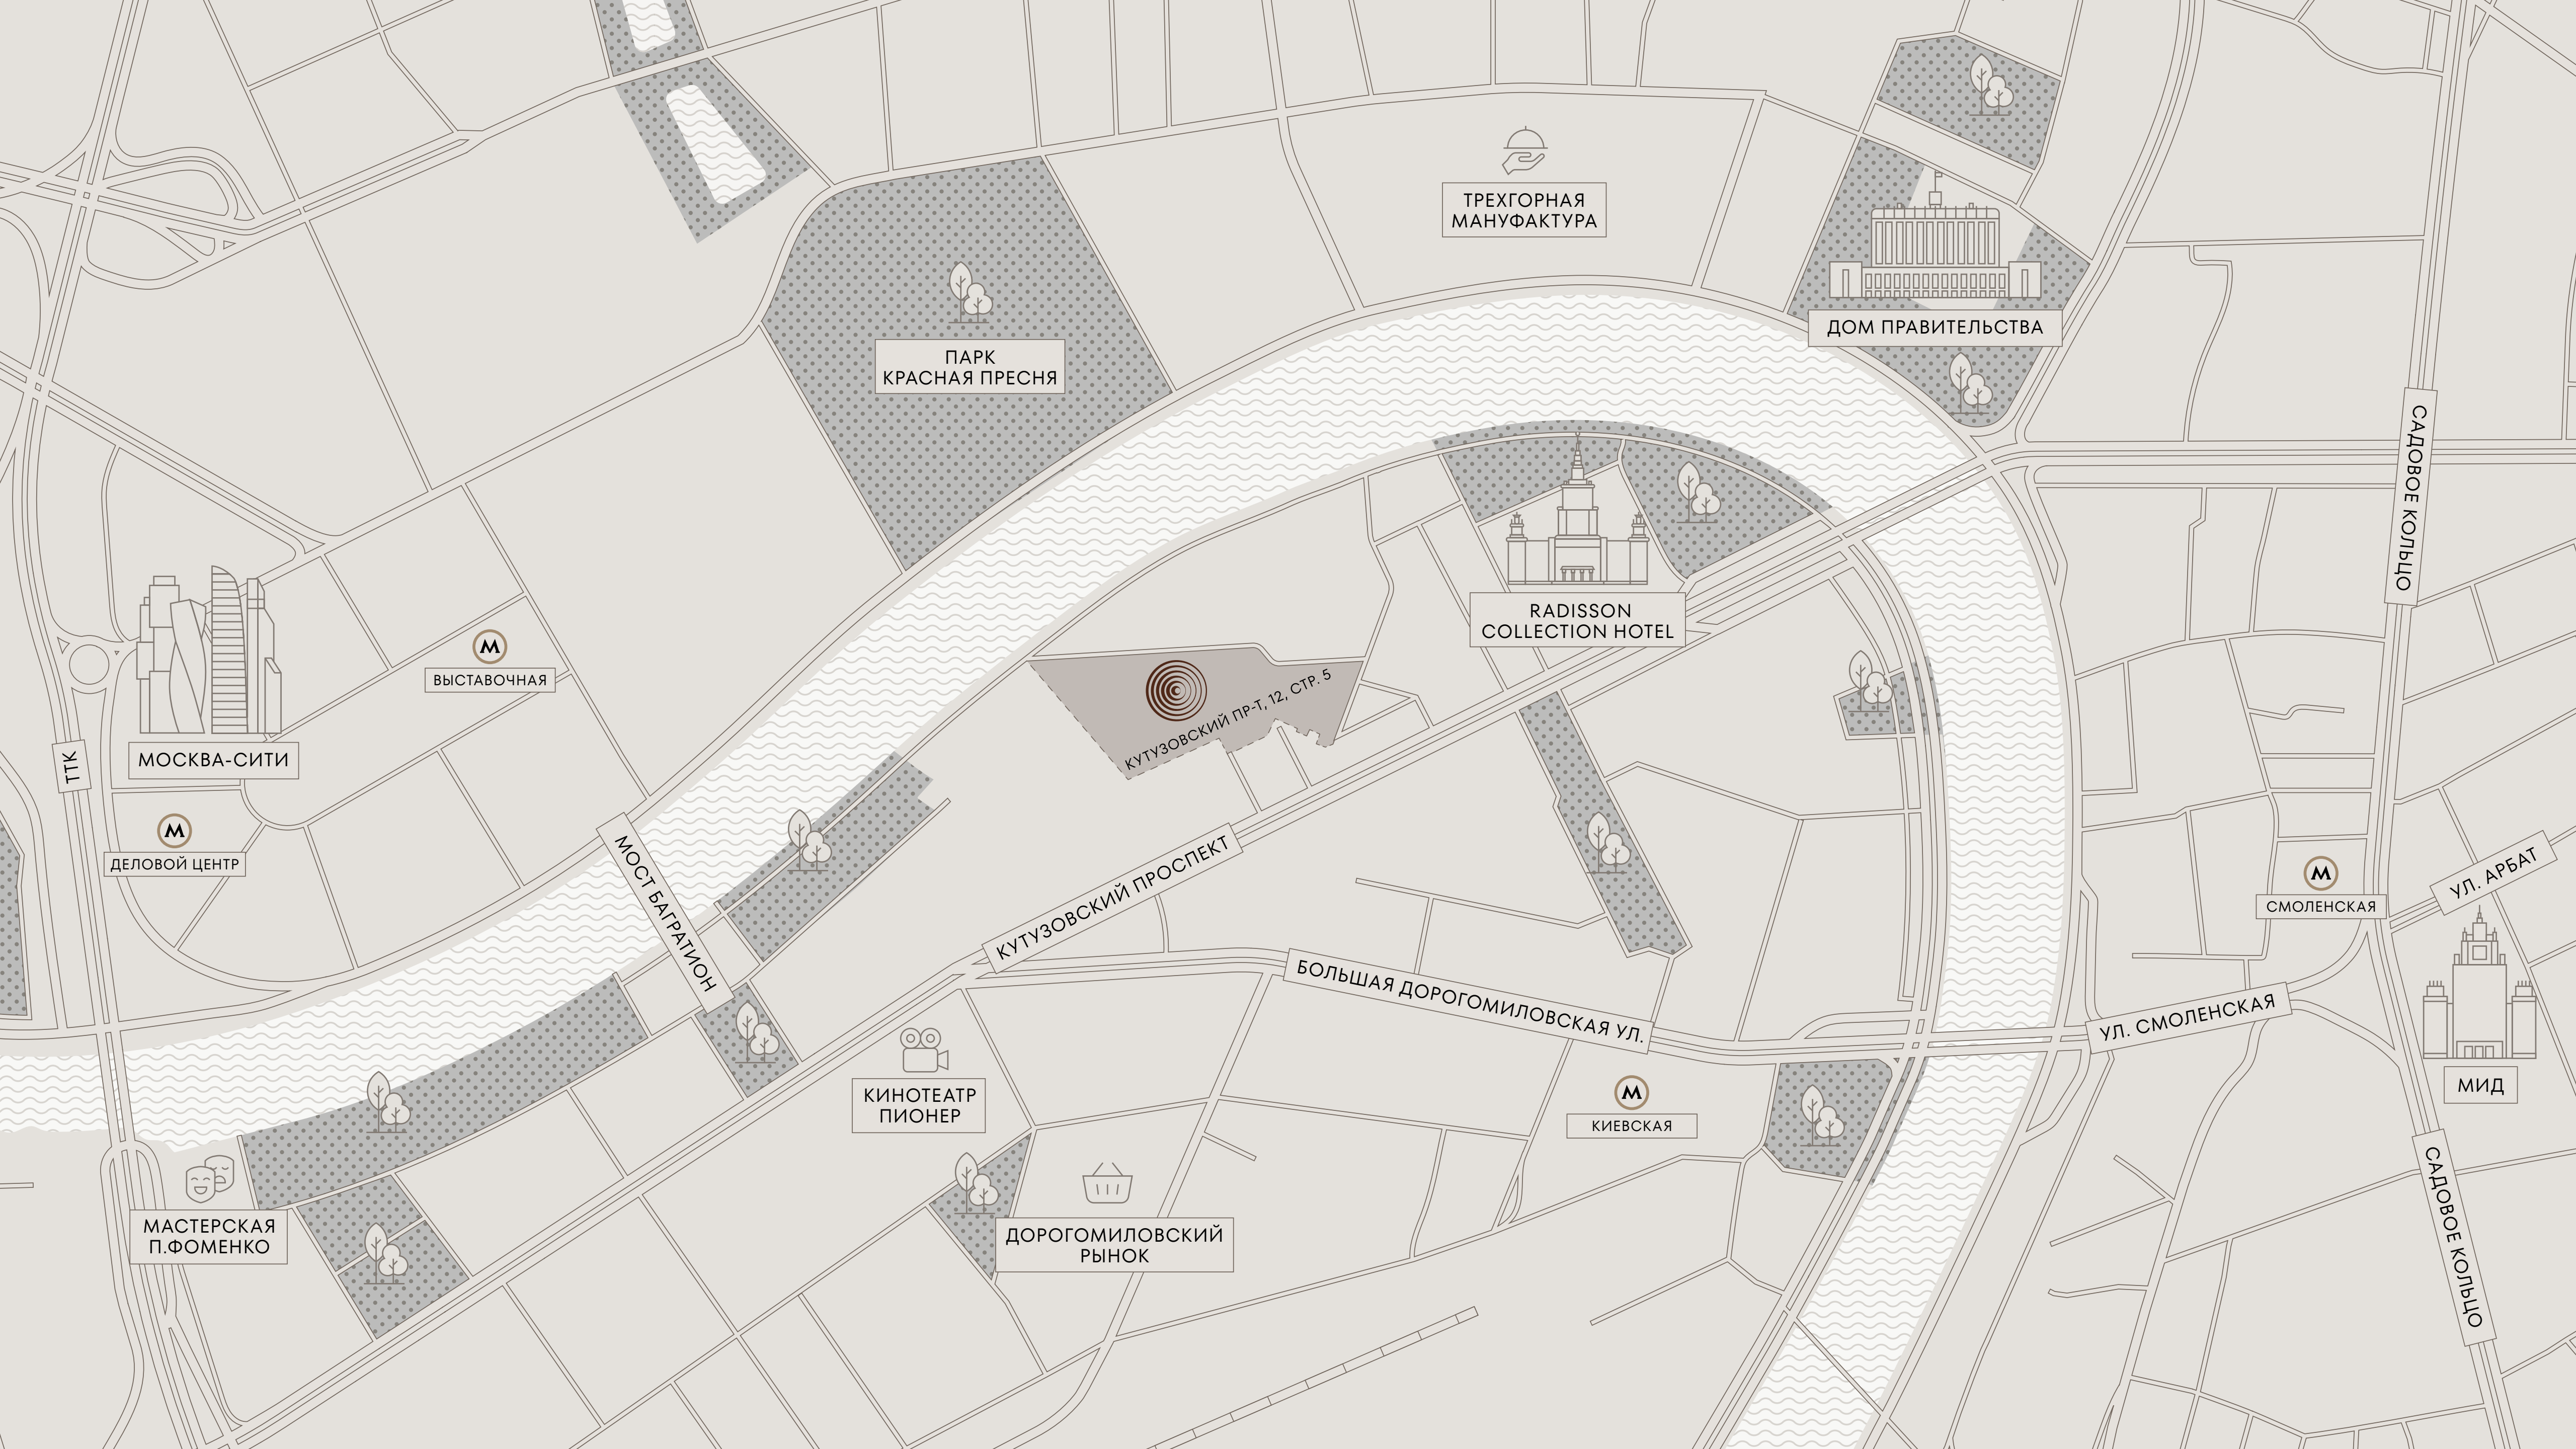 ТРЕХГОРНАЯ
МАНУФАКТУРА
ДОМ ПРАВИТЕЛЬСТВА
ПАРК
КРАСНАЯ ПРЕСНЯ
САДОВОЕ КОЛЬЦО
RADISSON
COLLECTION HOTEL
М
ВЫСТАВОЧНАЯ
КУТУЗОВСКИЙ ПР-Т, 12, СТР. 5
МОСКВА-СИТИ
ТТК
М
ДЕЛОВОЙ ЦЕНТР
МОСТ БАГРАТИОН
КУТУЗОВСКИЙ ПРОСПЕКТ
М
СМОЛЕНСКАЯ
УЛ. АРБАТ
БОЛЬШАЯ ДОРОГОМИЛОВСКАЯ УЛ.
УЛ. СМОЛЕНСКАЯ
МИД
КИНОТЕАТР
ПИОНЕР
М
КИЕВСКАЯ
МАСТЕРСКАЯ
П.ФОМЕНКО
ДОРОГОМИЛОВСКИЙ
РЫНОК
САДОВОЕ КОЛЬЦО